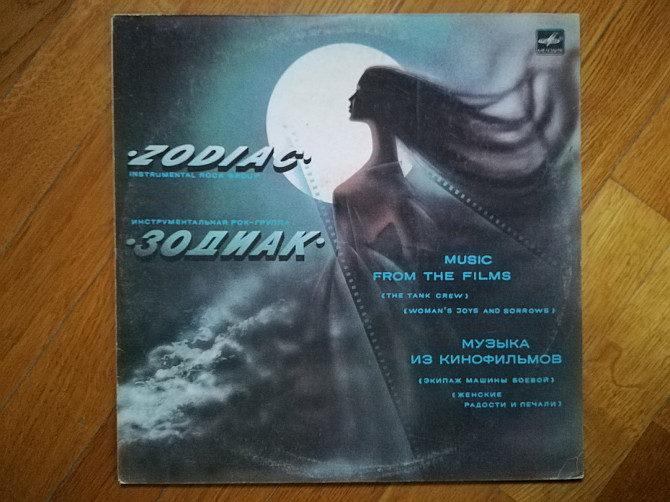 ·ZODIAC·
INSTRUMENTAL ROCK GROUP
ИНСТРУМЕНТАЛЬНАЯ РОК-ГРУППА
·ЗОДИАК·
MUSIC
FROM THE FILMS
(THE TANK CREW)
(WOMAN'S JOYS AND SORROWS)
МУЗЫКА
ИЗ КИНОФИЛЬМОВ
(ЭКИПАЖ МАШИНЫ БОЕВОЙ)
(ЖЕНСКИЕ
РАДОСТИ И ПЕЧАЛИ)